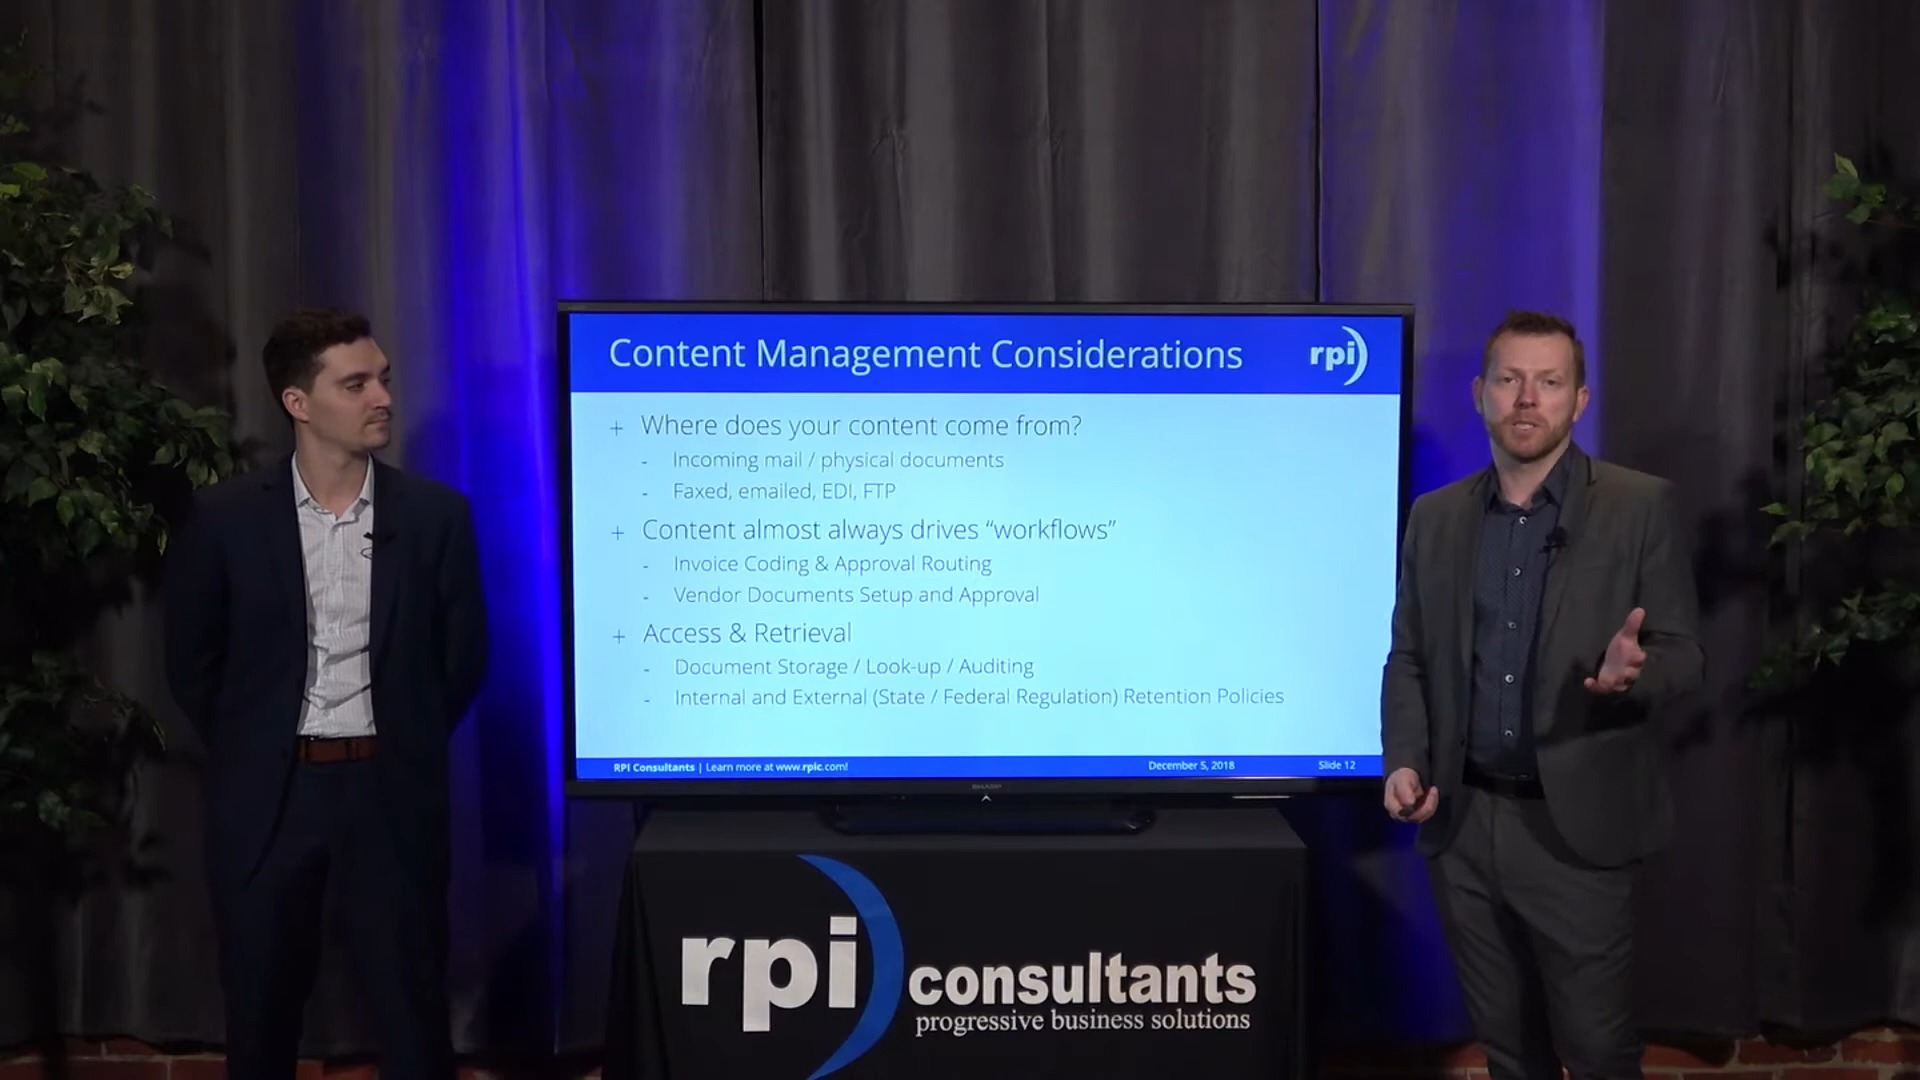 Content Management Considerations
rpi
+ Where does your content come from?
- Incoming mail / physical documents
- Faxed, emailed, EDI, FTP
+ Content almost always drives “workflows”
- Invoice Coding & Approval Routing
- Vendor Documents Setup and Approval
+ Access & Retrieval
- Document Storage / Look-up / Auditing
- Internal and External (State / Federal Regulation) Retention Policies
RPI Consultants | Learn more at www.rpic.com!
December 5, 2018
Slide 12
SHARP
rpi consultants
progressive business solutions